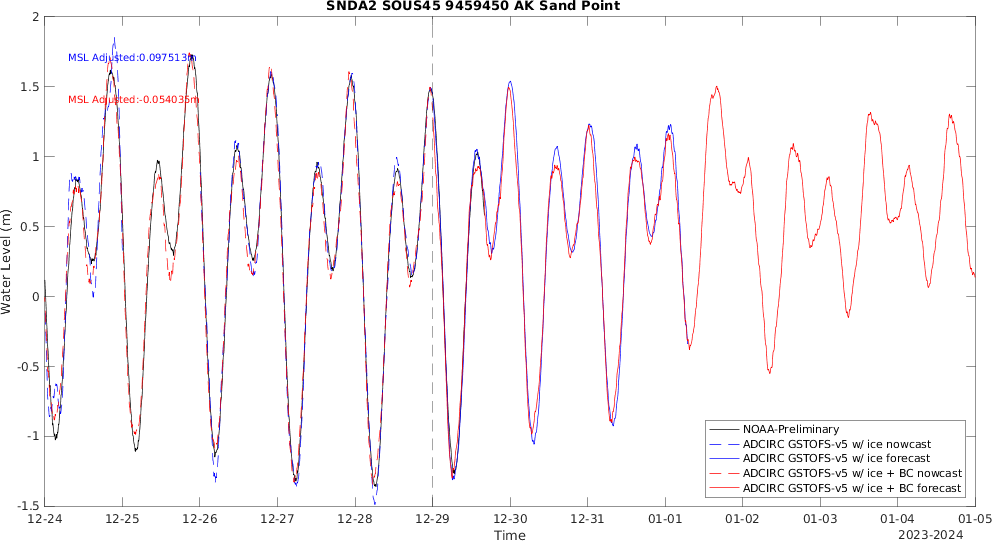 SNDA2 SOUS45 9459450 AK Sand Point
2
1.5
1
0.5
0
-0.5
-1
-1.5
Water Level (m)
MSL Adjusted:0.097513m
MSL Adjusted:-0.054035m
NOAA-Preliminary
ADCIRC GSTOFS-v5 w/ ice nowcast
ADCIRC GSTOFS-v5 w/ ice forecast
ADCIRC GSTOFS-v5 w/ ice + BC nowcast
ADCIRC GSTOFS-v5 w/ ice + BC forecast
12-24 12-25 12-26 12-27 12-28 12-29 12-30 12-31 01-01 01-02 01-03 01-04 01-05
Time
2023-2024